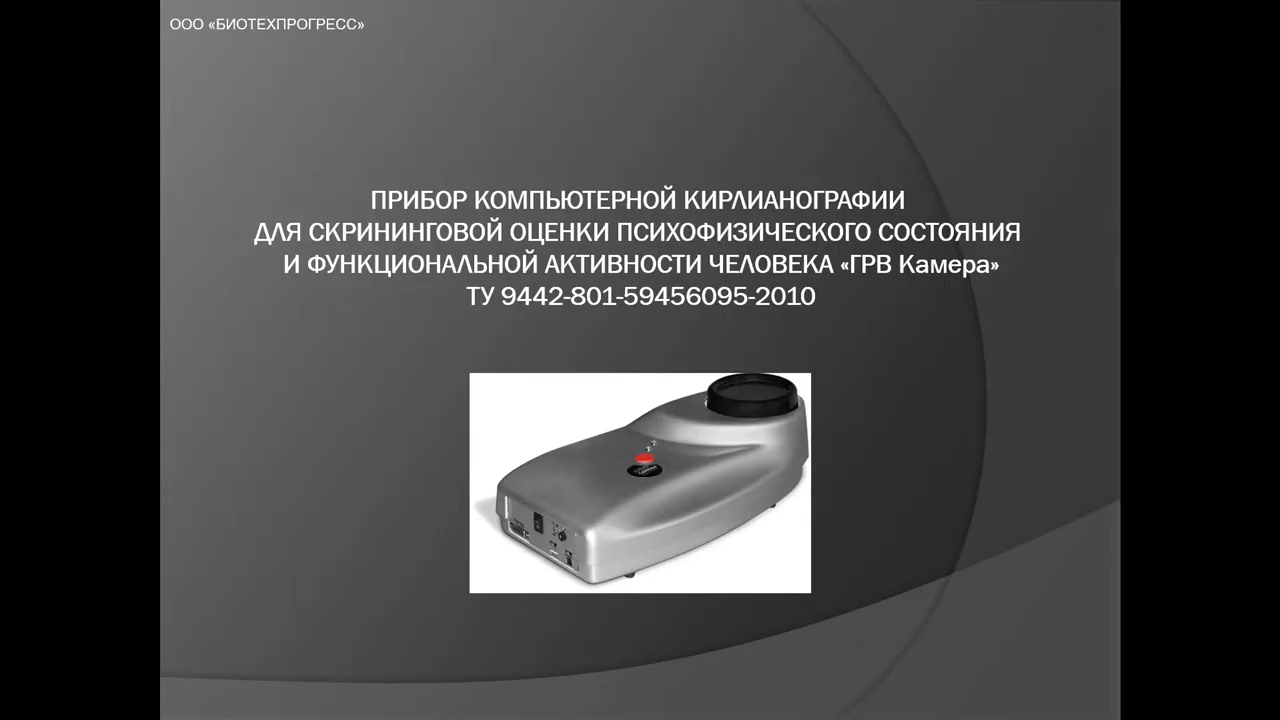 ООО «БИОТЕХПРОГРЕСС»
ПРИБОР КОМПЬЮТЕРНОЙ КИРЛИАНОГРАФИИ
ДЛЯ СКРИНИНГОВОЙ ОЦЕНКИ ПСИХОФИЗИЧЕСКОГО СОСТОЯНИЯ
И ФУНКЦИОНАЛЬНОЙ АКТИВНОСТИ ЧЕЛОВЕКА «ГРВ Камера»
ТУ 9442-801-59456095-2010